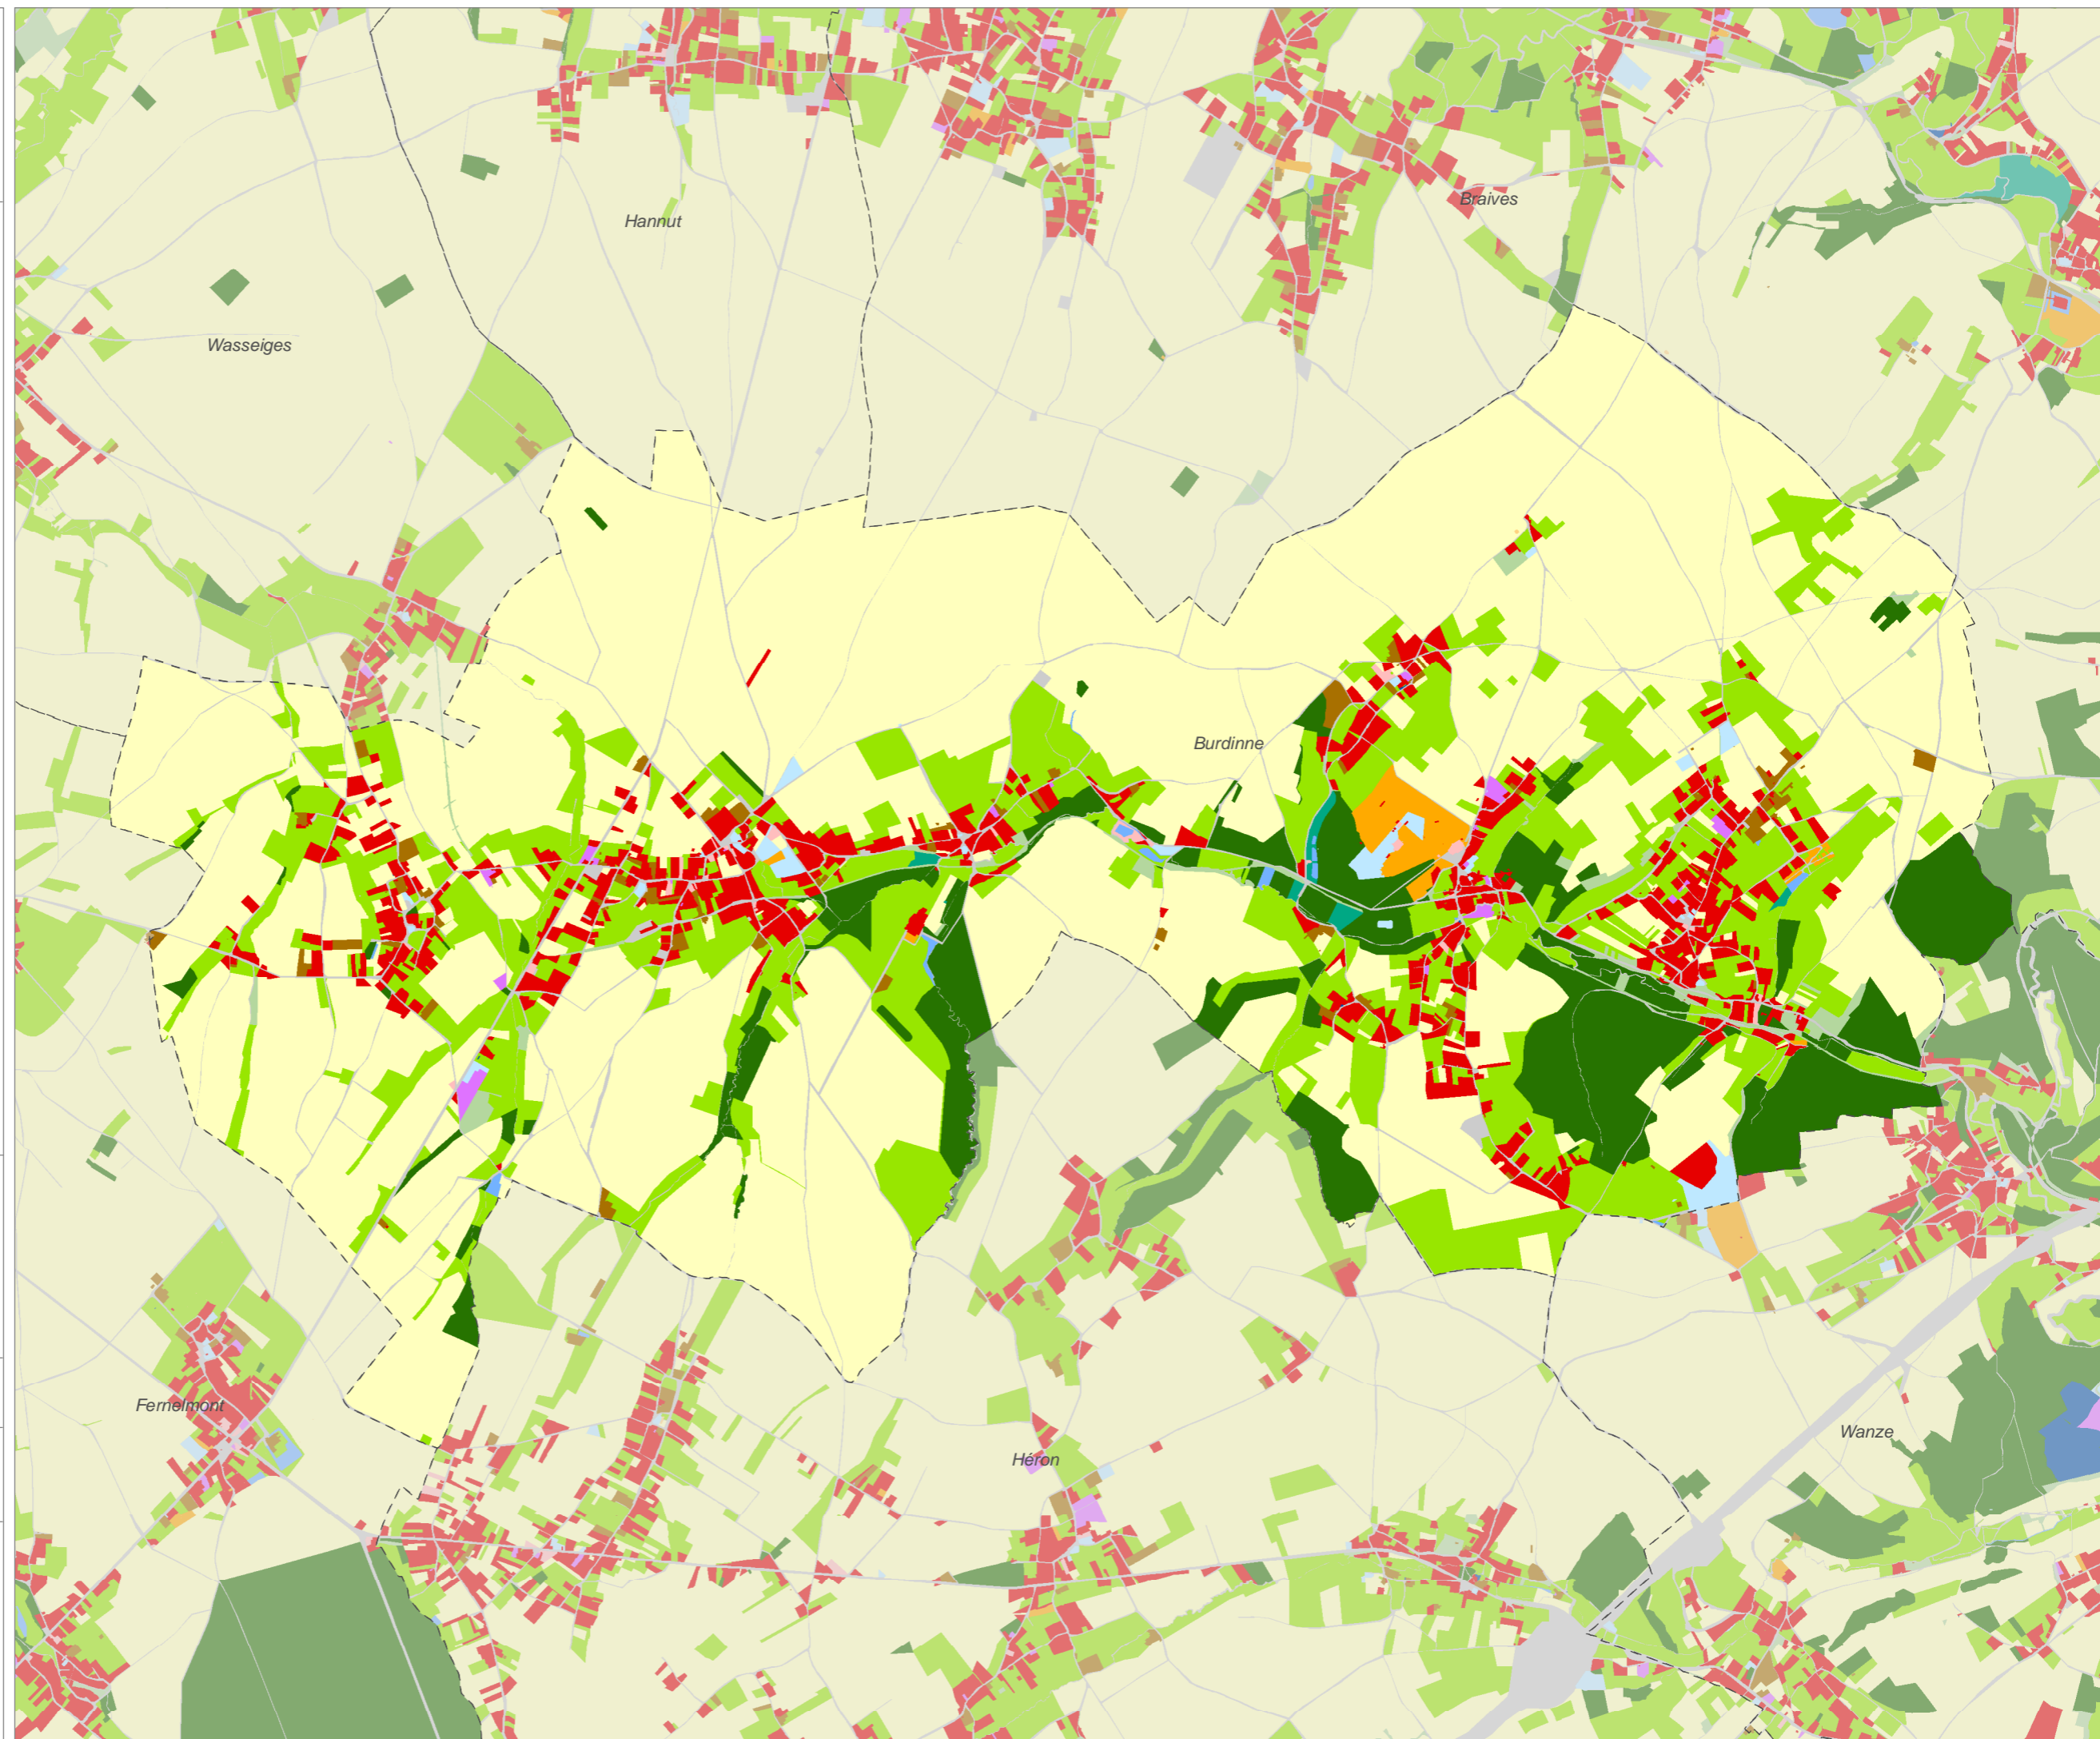 Braives
Hannut
Wasseiges
Burdinne
Fernelmont
Wanze
Héron